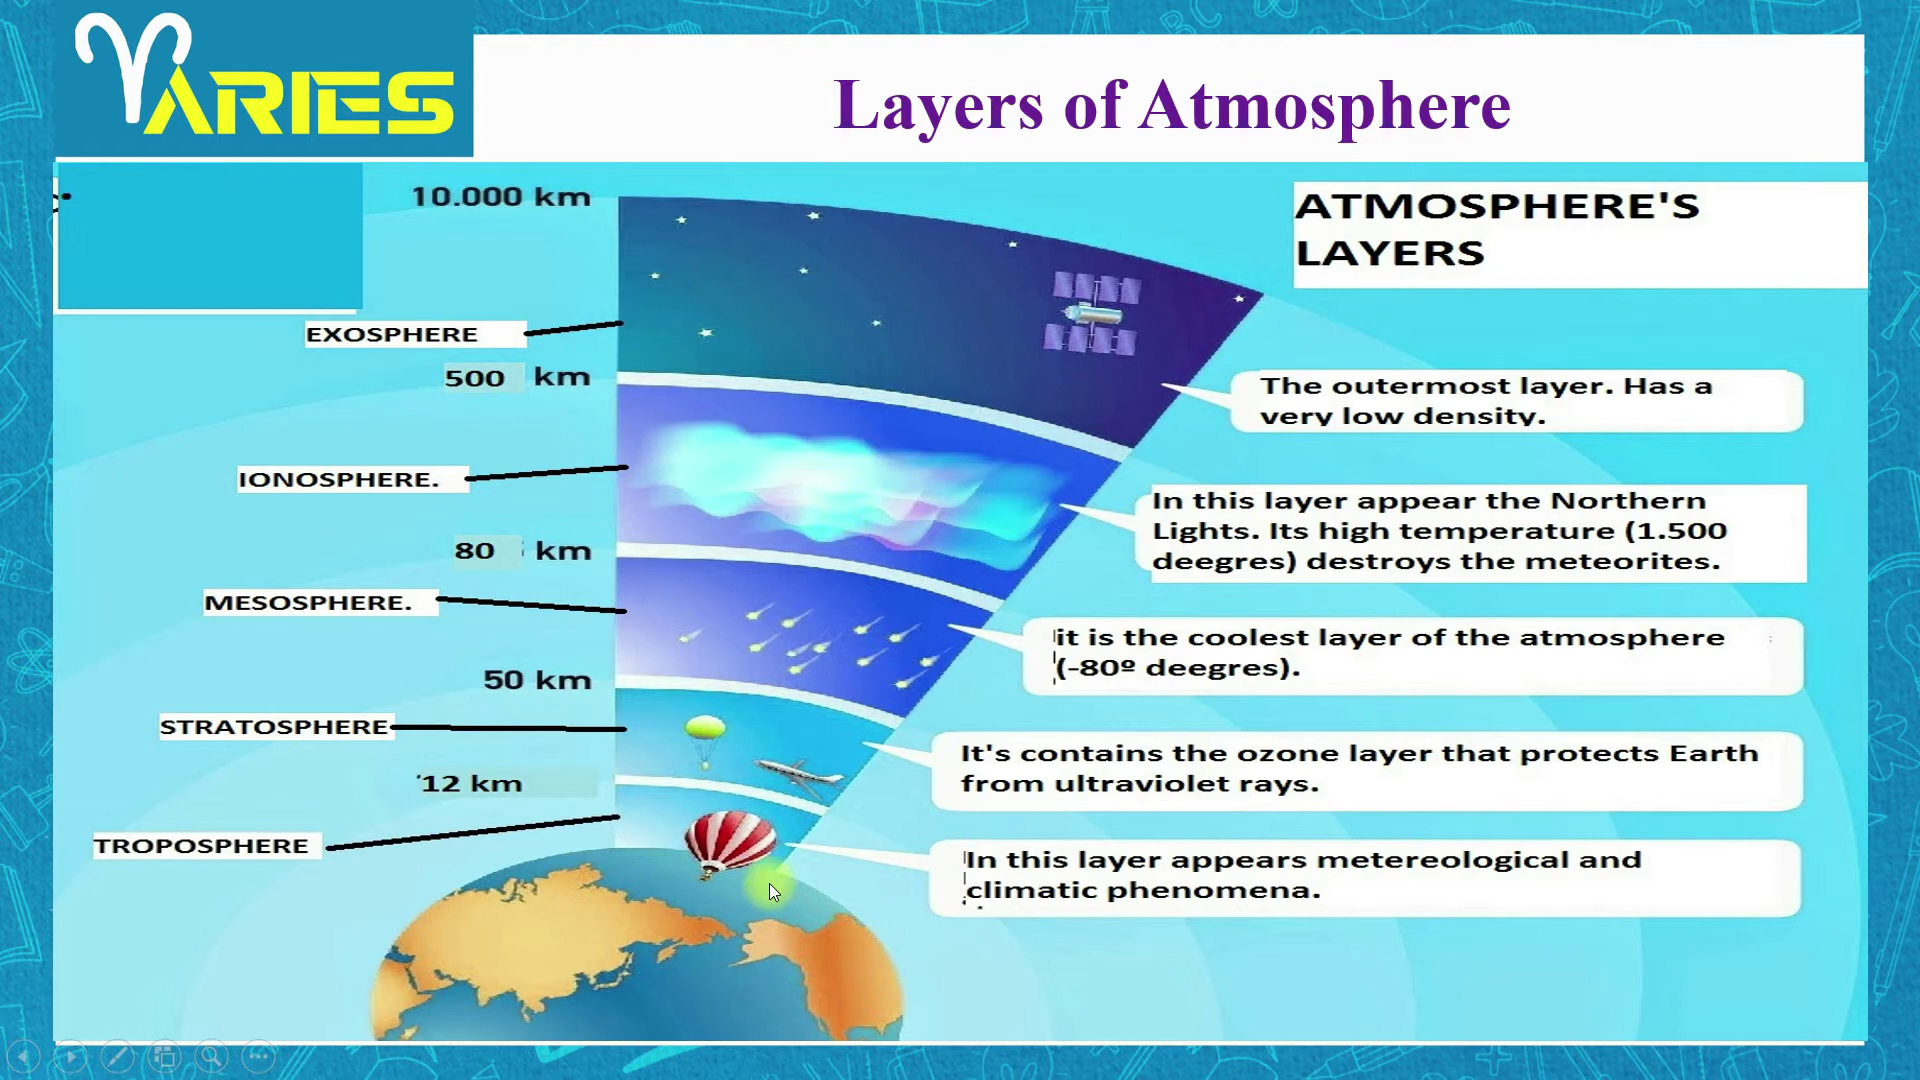 ARIES
Layers of Atmosphere
10.000 km
ATMOSPHERE'S
LAYERS
EXOSPHERE
500 km
The outermost layer. Has a
very low density.
IONOSPHERE.
In this layer appear the Northern
Lights. Its high temperature (1.500
deegres) destroys the meteorites.
80 km
MESOSPHERE.
it is the coolest layer of the atmosphere
(-80º deegres).
50 km
STRATOSPHERE
It's contains the ozone layer that protects Earth
from ultraviolet rays.
12 km
TROPOSPHERE
In this layer appears metereological and
climatic phenomena.